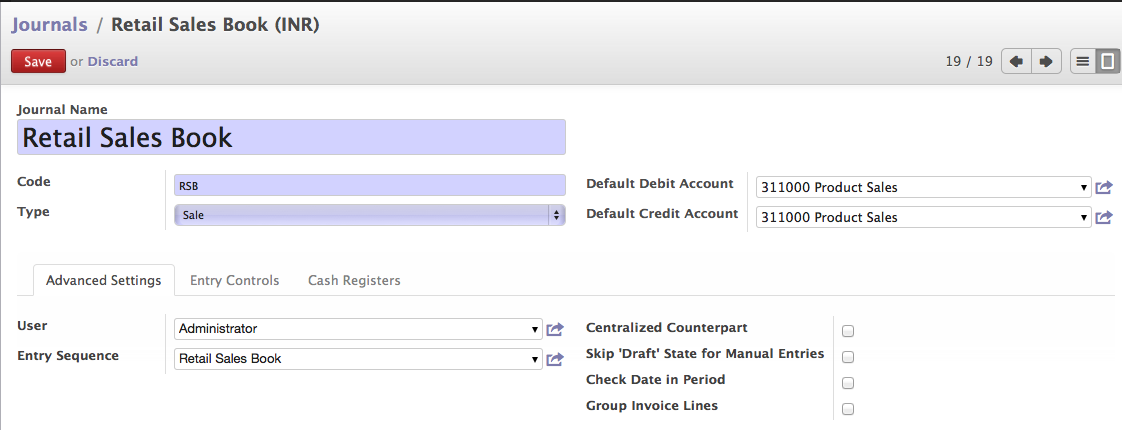 Journals / Retail Sales Book (INR)
Save or Discard
19 / 19
Journal Name
Retail Sales Book
Code RSB
Type Sale
Default Debit Account 311000 Product Sales
Default Credit Account 311000 Product Sales
Advanced Settings Entry Controls Cash Registers
User Administrator
Entry Sequence Retail Sales Book
Centralized Counterpart
Skip 'Draft' State for Manual Entries
Check Date in Period
Group Invoice Lines